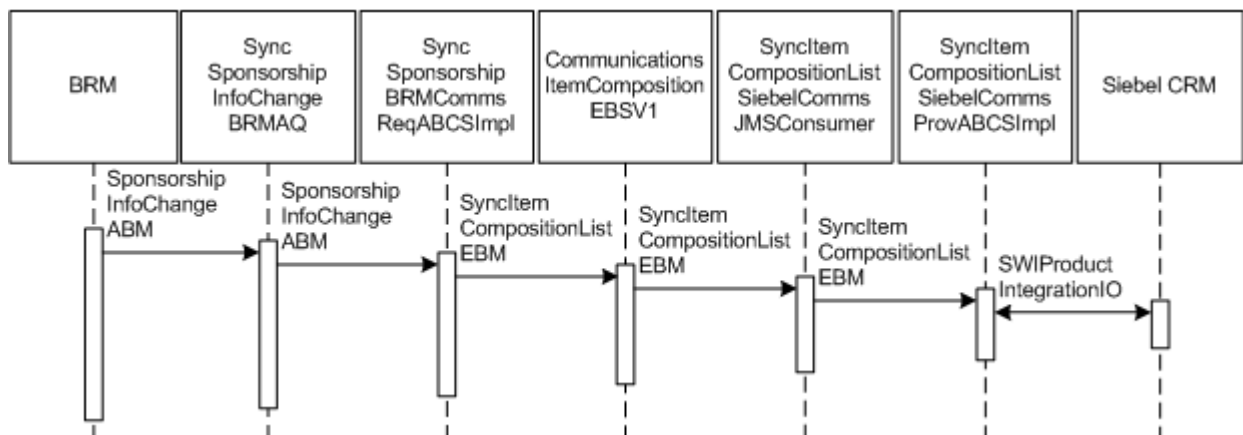 BRM
Sync
Sponsorship
InfoChange
BRMAQ
Sync
Sponsorship
BRMComms
ReqABCSImpl
Communications
ItemComposition
EBSV1
SyncItem
CompositionList
SiebelComms
JMSConsumer
SyncItem
CompositionList
SiebelComms
ProvABCSImpl
Siebel CRM
Sponsorship
InfoChange
ABM
Sponsorship
InfoChange
ABM
SyncItem
CompositionList
EBM
SyncItem
CompositionList
EBM
SyncItem
CompositionList
EBM
SWIProduct
IntegrationIO